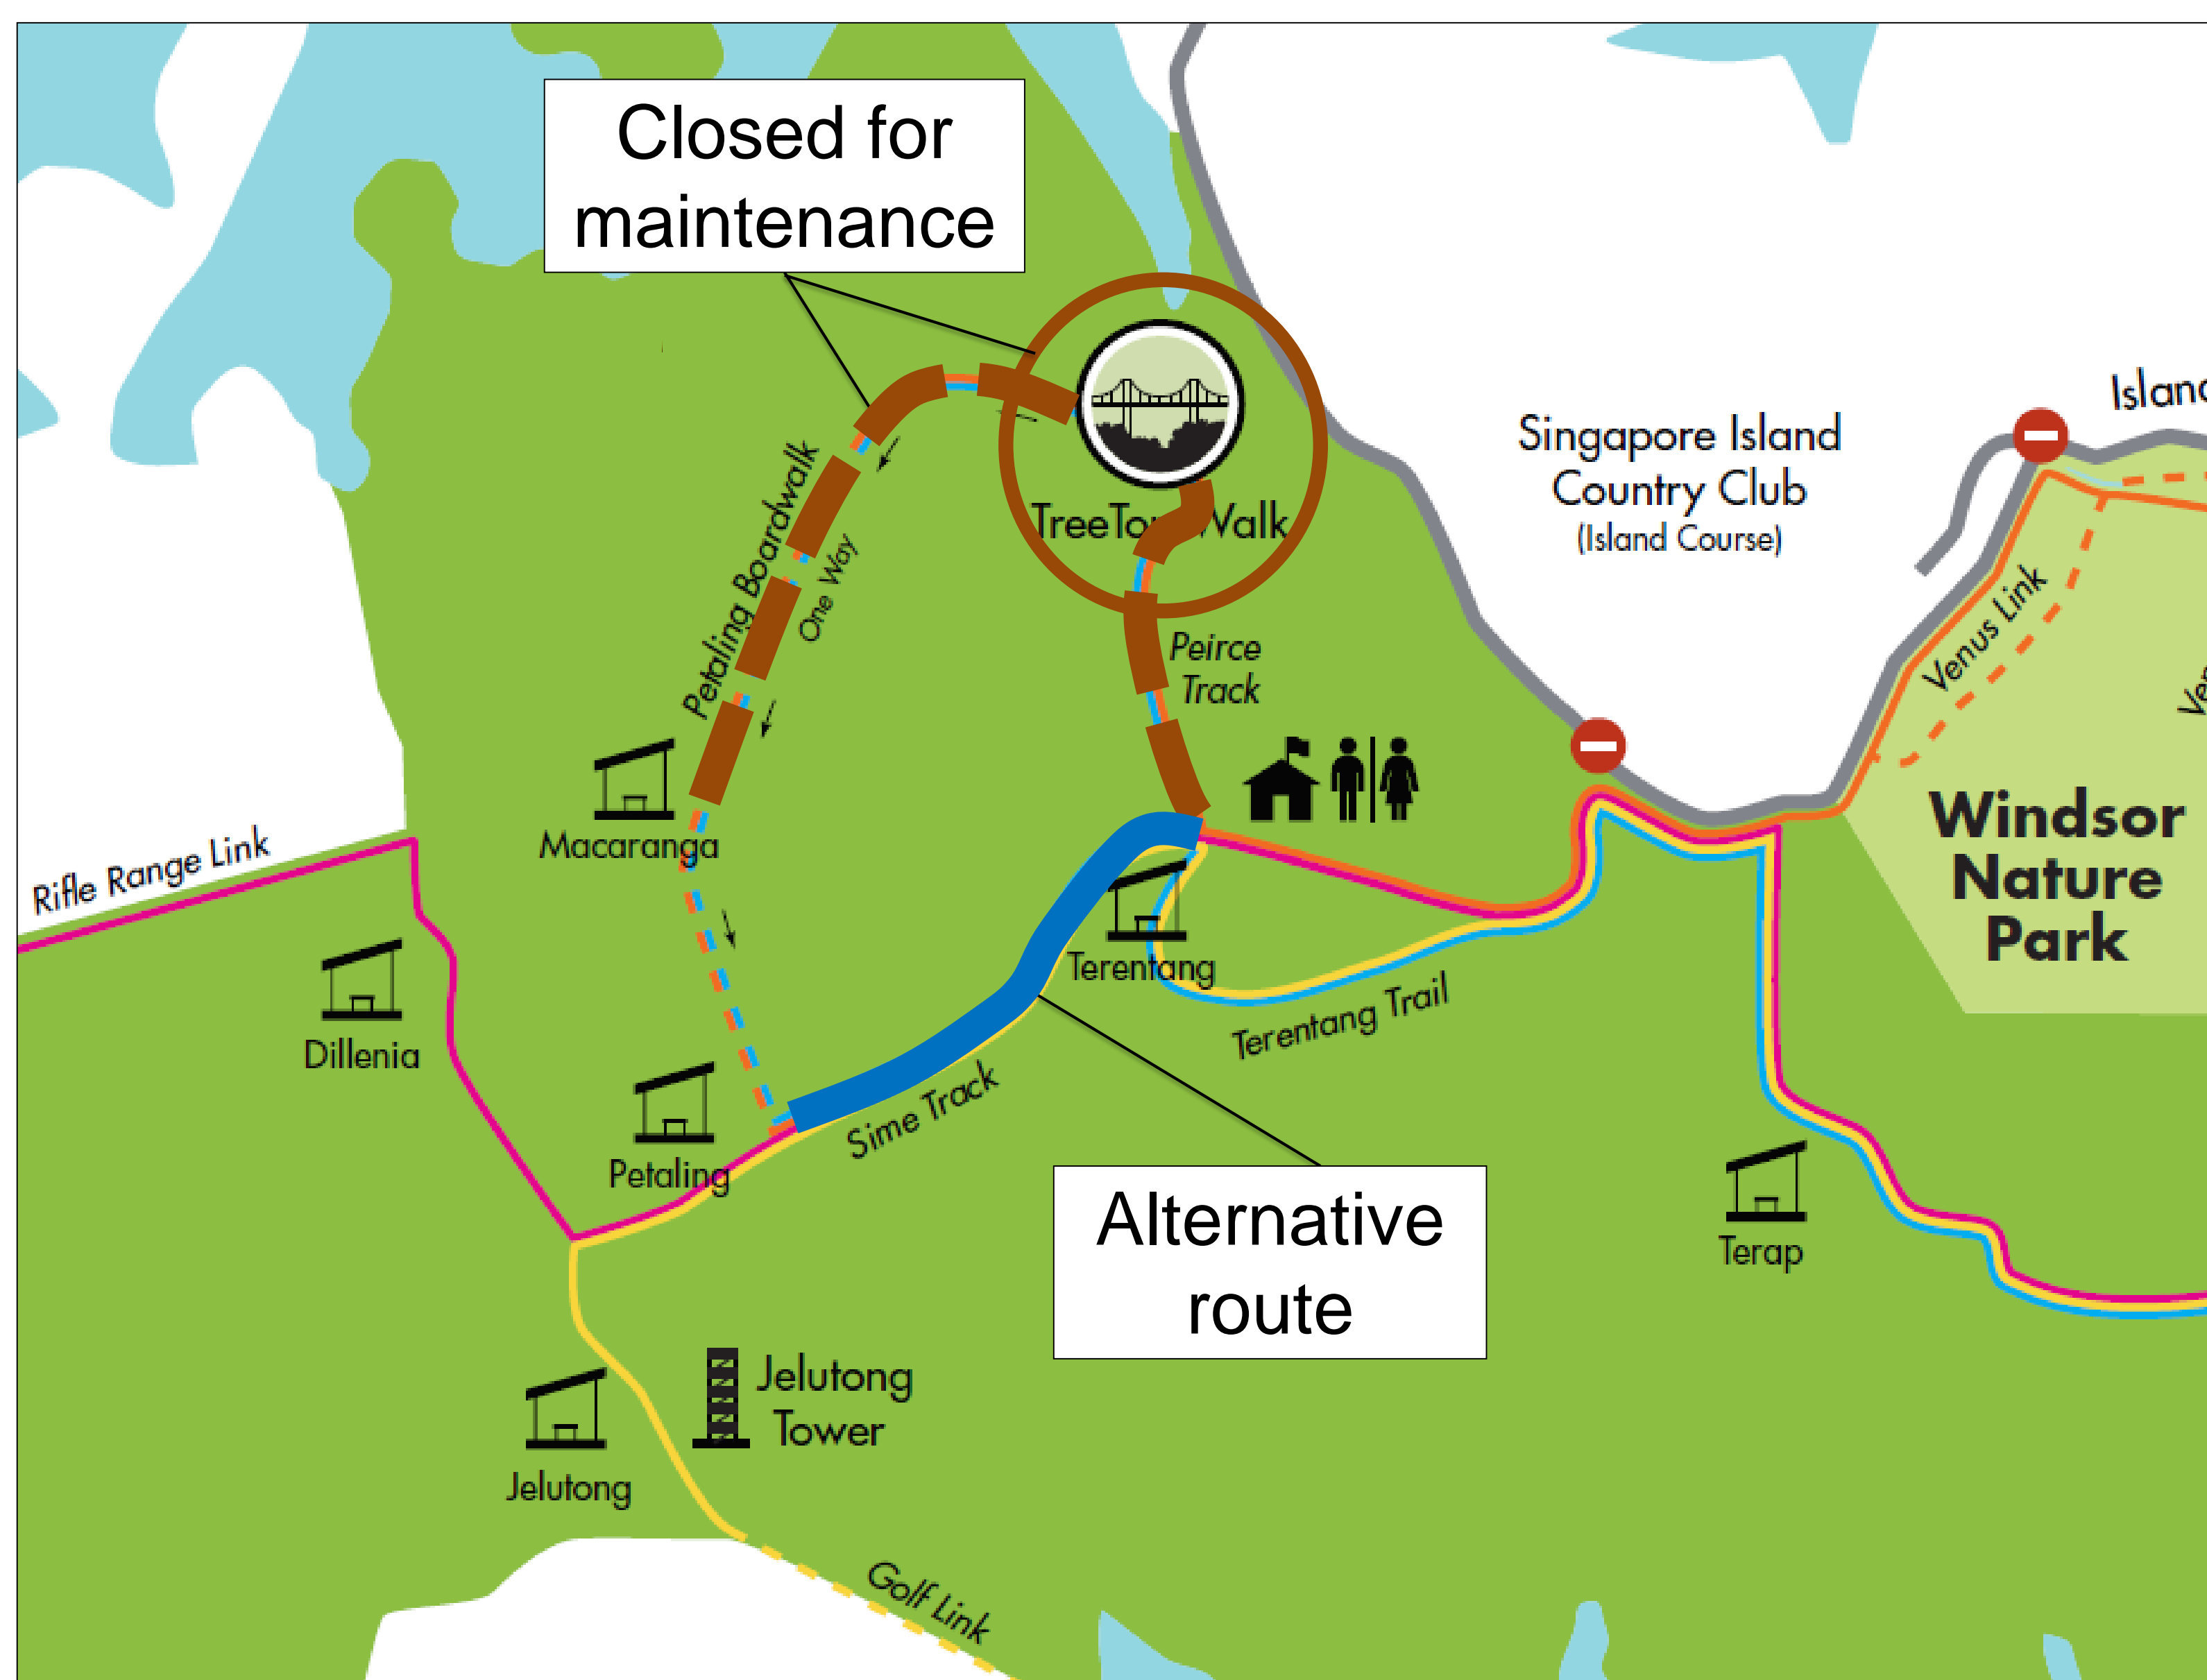 Closed for
maintenance
Island
Singapore Island
Country Club
(Island Course)
Petaling Boardwalk
One Way
TreeTop Walk
Venus Link
Peirce
Track
Macaranga
Windsor
Nature
Park
Rifle Range Link
Terentang
Terentang Trail
Dillenia
Sime Track
Petaling
Alternative
route
Terap
Jelutong
Tower
Jelutong
Golf Link